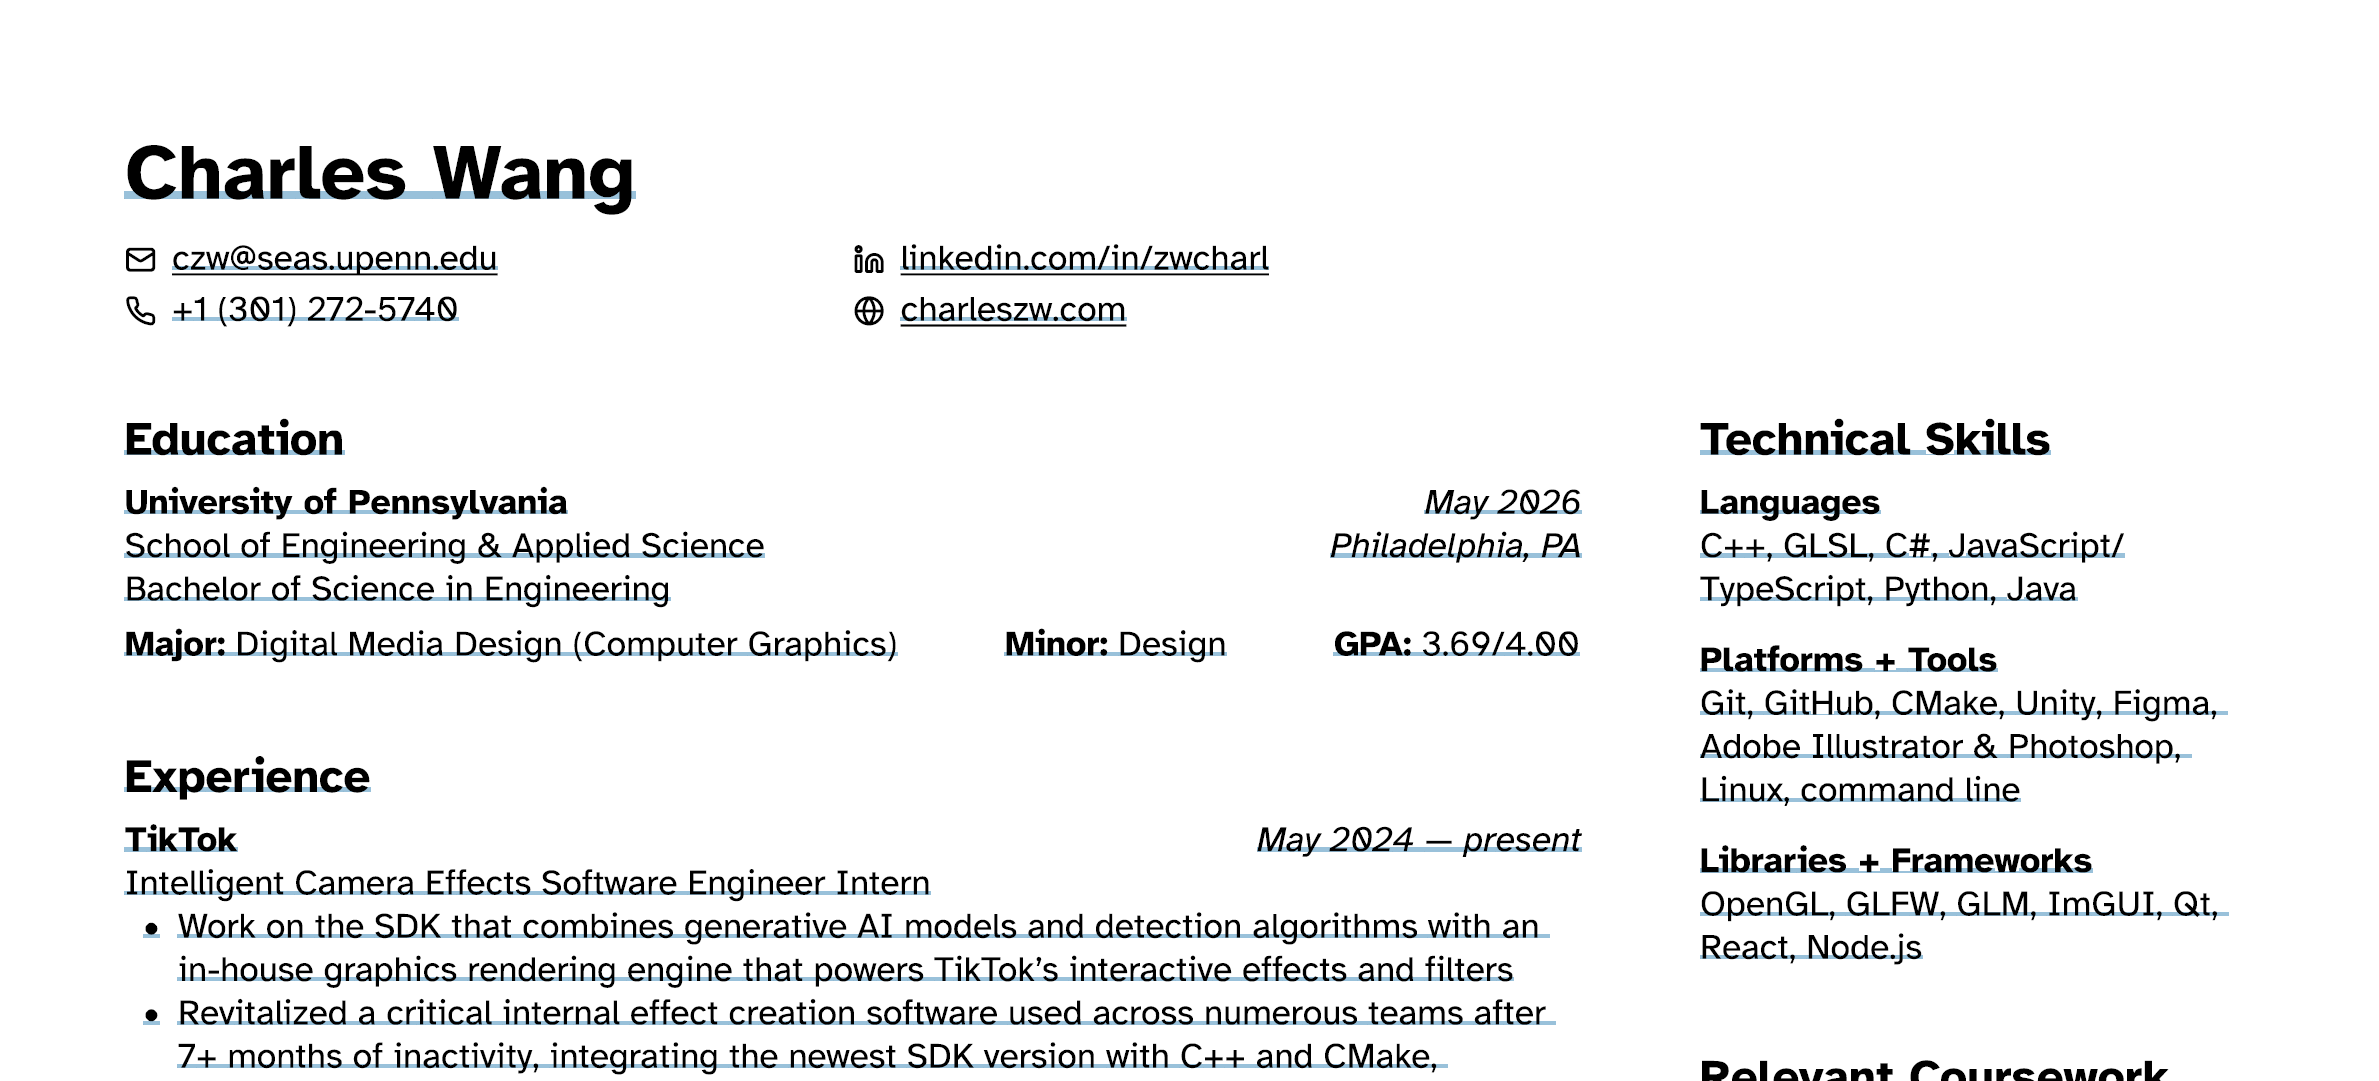 Charles Wang
czw@seas.upenn.edu
linkedin.com/in/zwcharl
+1 (301) 272-5740
charleszw.com
Education
University of Pennsylvania
May 2026
School of Engineering & Applied Science
Philadelphia, PA
Bachelor of Science in Engineering
Major: Digital Media Design (Computer Graphics)
Minor: Design
GPA: 3.69/4.00
Experience
TikTok
May 2024 — present
Intelligent Camera Effects Software Engineer Intern
• Work on the SDK that combines generative AI models and detection algorithms with an
in-house graphics rendering engine that powers TikTok’s interactive effects and filters
• Revitalized a critical internal effect creation software used across numerous teams after
7+ months of inactivity, integrating the newest SDK version with C++ and CMake,
Technical Skills
Languages
C++, GLSL, C#, JavaScript/
TypeScript, Python, Java
Platforms + Tools
Git, GitHub, CMake, Unity, Figma,
Adobe Illustrator & Photoshop,
Linux, command line
Libraries + Frameworks
OpenGL, GLFW, GLM, ImGUI, Qt,
React, Node.js
Relevant Coursework